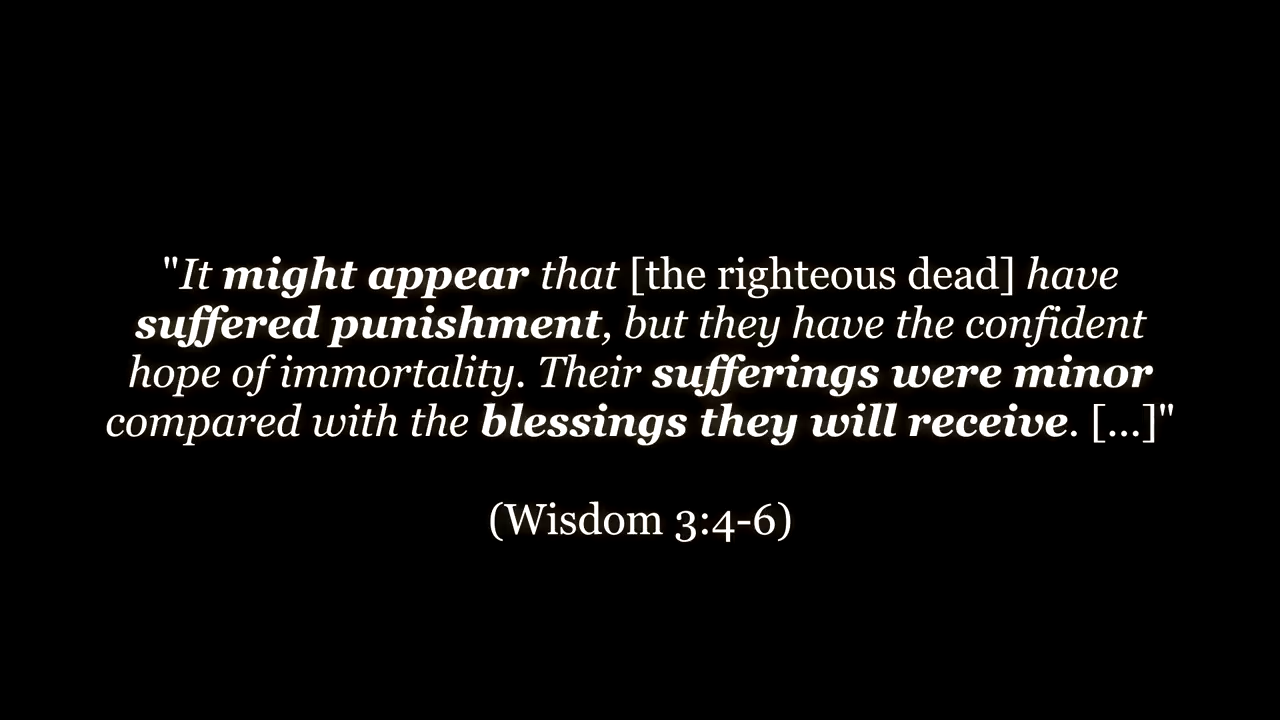 "It might appear that [the righteous dead] have
suffered punishment, but they have the confident
hope of immortality. Their sufferings were minor
compared with the blessings they will receive. [...]"
(Wisdom 3:4-6)